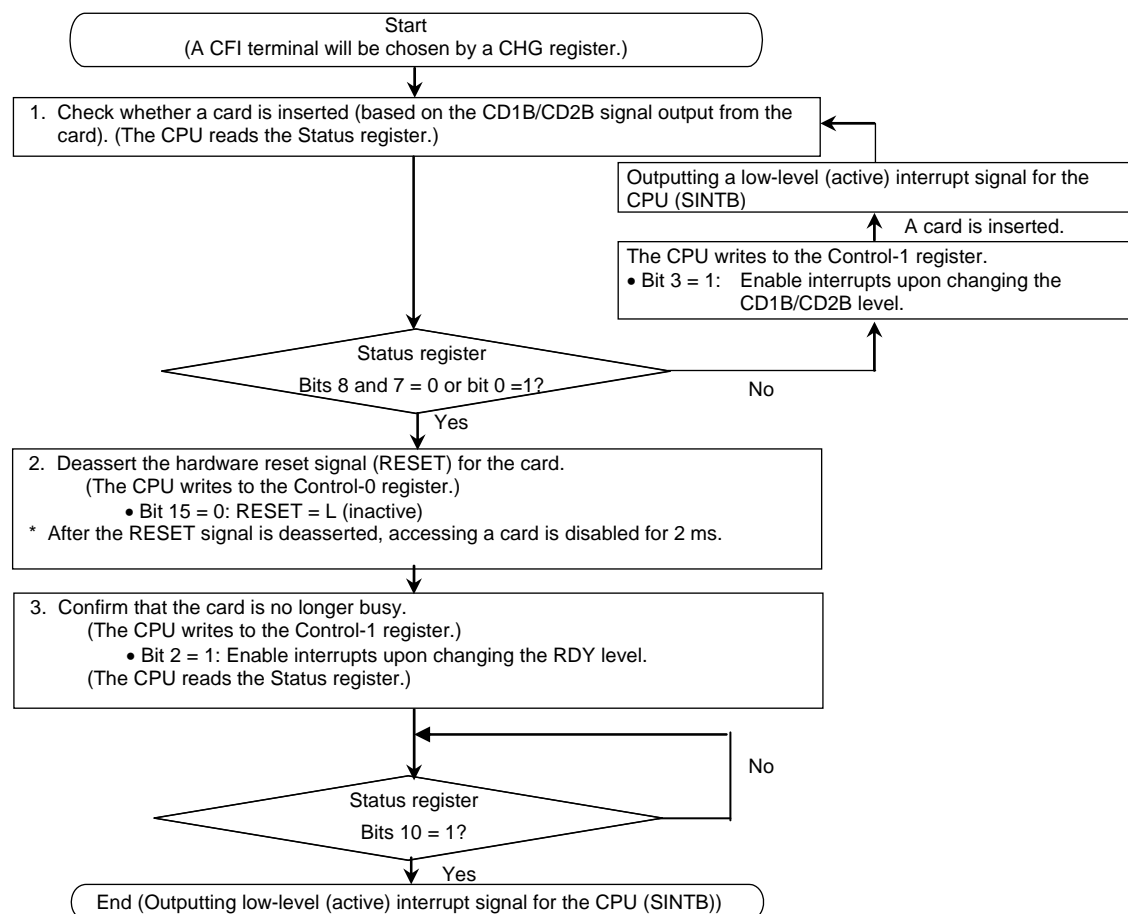 Start
(A CFI terminal will be chosen by a CHG register.)
1. Check whether a card is inserted (based on the CD1B/CD2B signal output from the
card). (The CPU reads the Status register.)
Outputting a low-level (active) interrupt signal for the
CPU (SINTB)
A card is inserted.
The CPU writes to the Control-1 register.
• Bit 3 = 1: Enable interrupts upon changing the
CD1B/CD2B level.
Status register
Bits 8 and 7 = 0 or bit 0 =1?
No
Yes
2. Deassert the hardware reset signal (RESET) for the card.
(The CPU writes to the Control-0 register.)
• Bit 15 = 0: RESET = L (inactive)
* After the RESET signal is deasserted, accessing a card is disabled for 2 ms.
3. Confirm that the card is no longer busy.
(The CPU writes to the Control-1 register.)
• Bit 2 = 1: Enable interrupts upon changing the RDY level.
(The CPU reads the Status register.)
No
Status register
Bits 10 = 1?
Yes
End (Outputting low-level (active) interrupt signal for the CPU (SINTB))